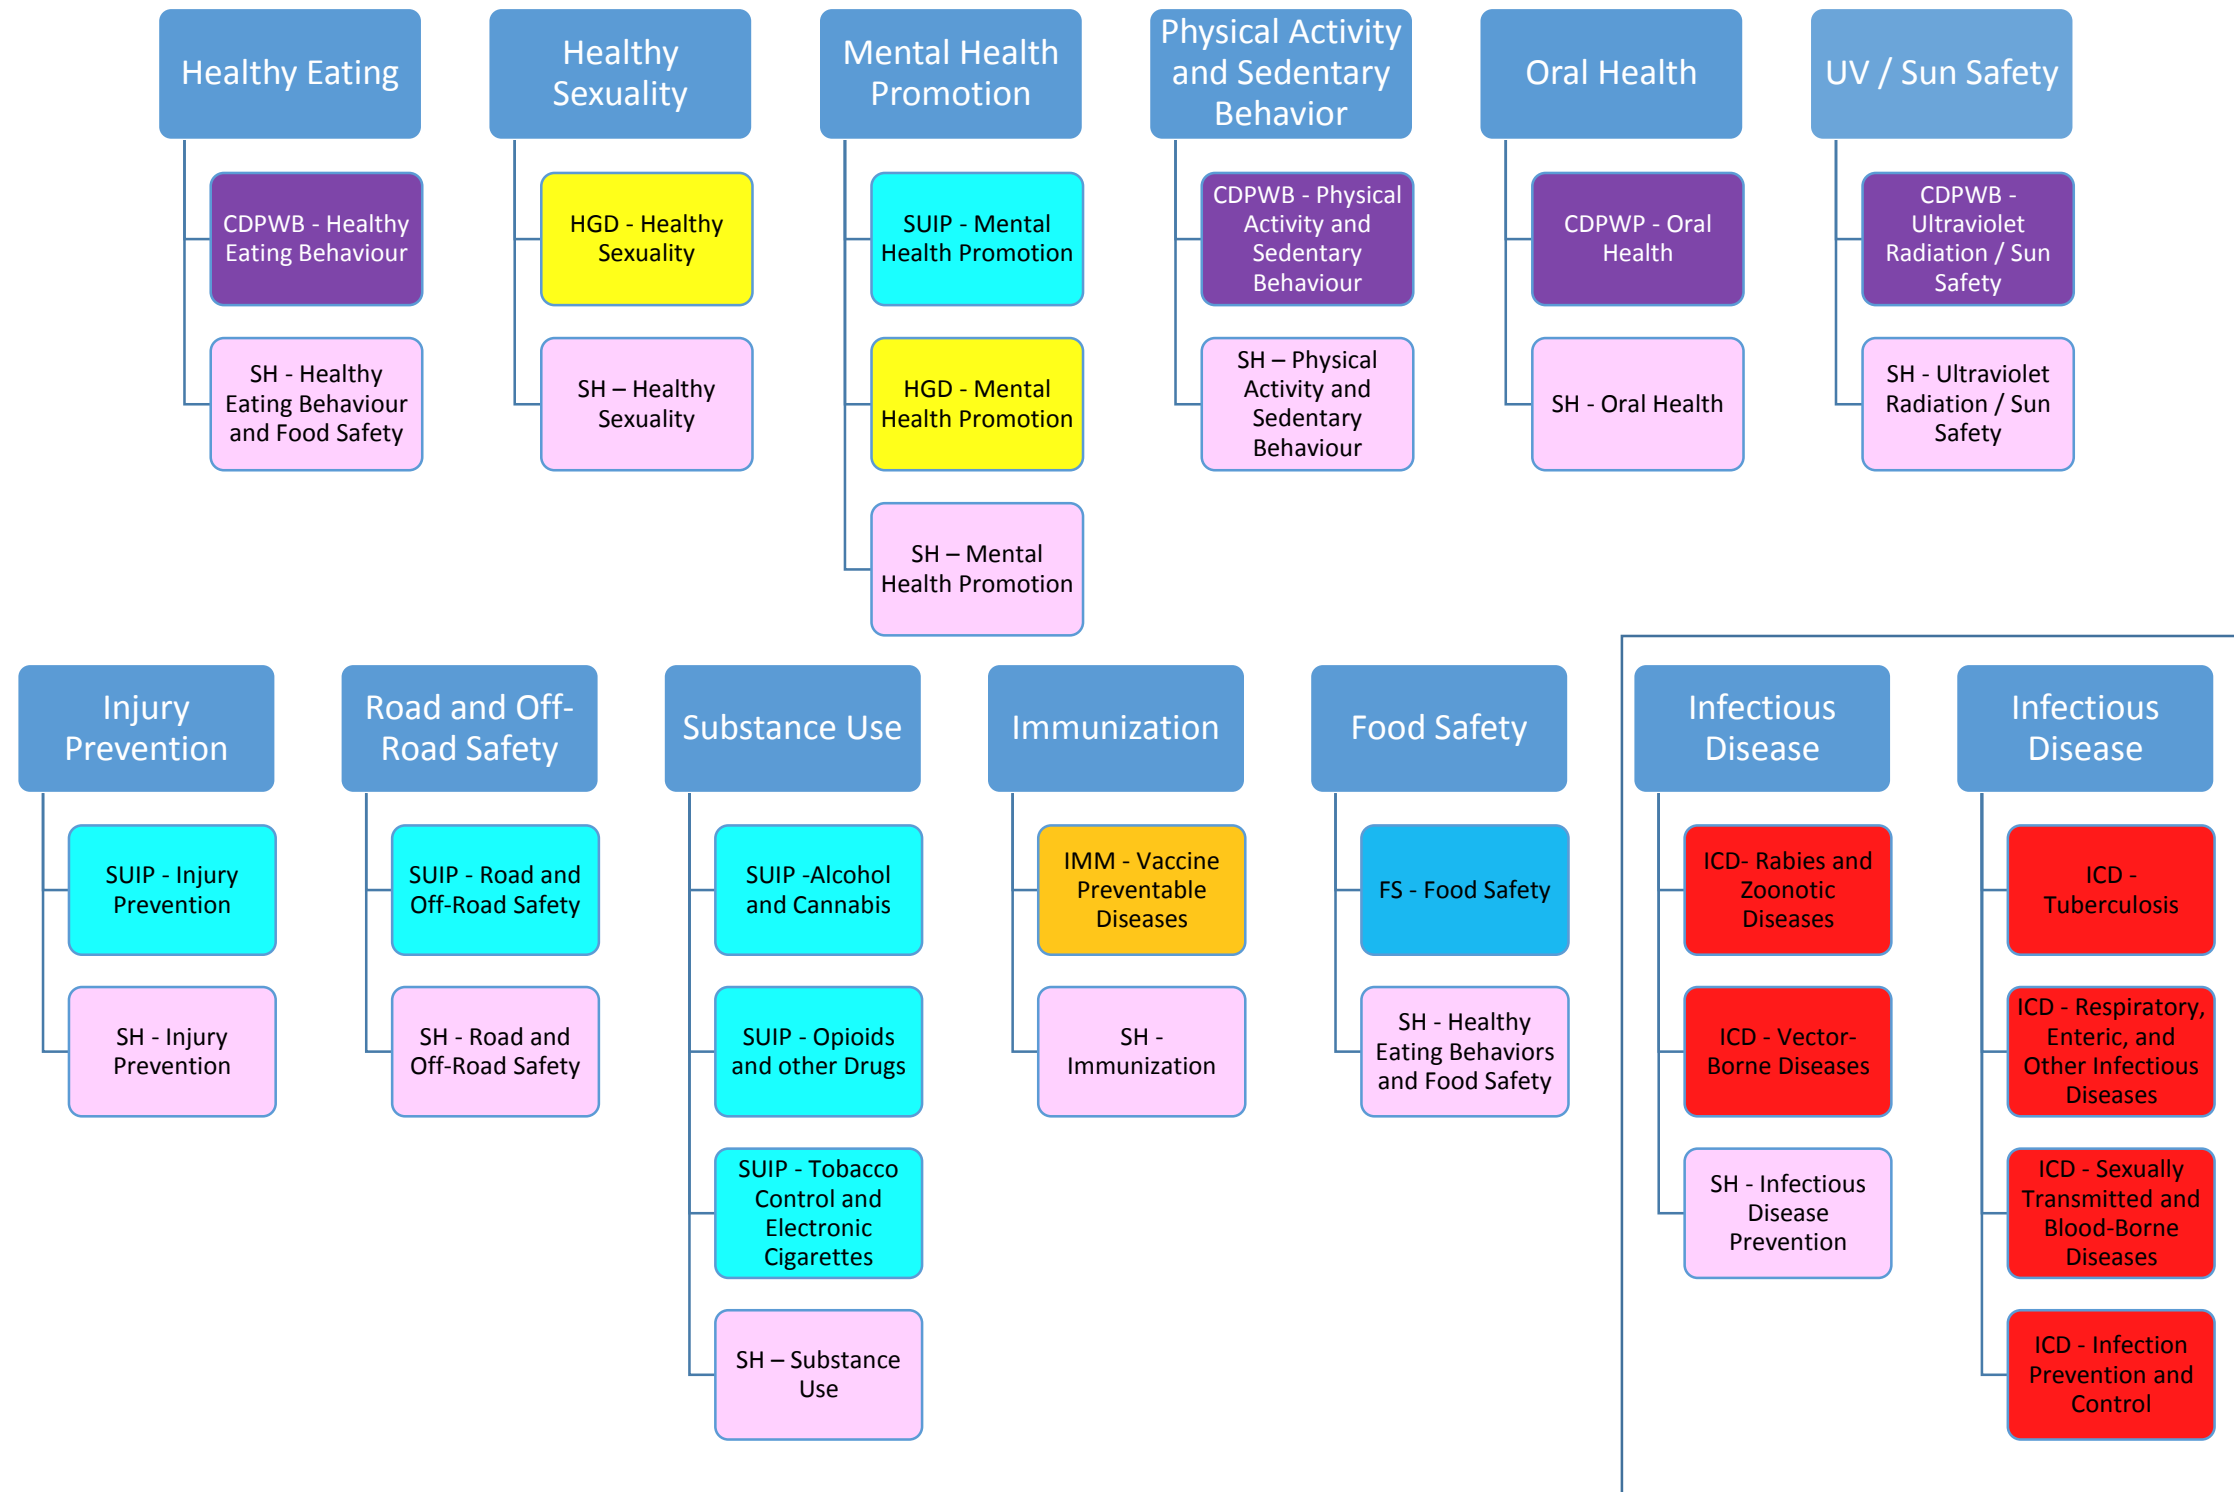 Healthy Eating
CDPWB - Healthy
Eating Behaviour
SH - Healthy
Eating Behaviour
and Food Safety
Healthy
Sexuality
HGD - Healthy
Sexuality
SH – Healthy
Sexuality
Mental Health
Promotion
SUIP - Mental
Health Promotion
HGD - Mental
Health Promotion
SH – Mental
Health Promotion
Physical Activity
and Sedentary
Behavior
CDPWB - Physical
Activity and
Sedentary
Behaviour
SH – Physical
Activity and
Sedentary
Behaviour
Oral Health
CDPWP - Oral
Health
SH - Oral Health
UV / Sun Safety
CDPWB -
Ultraviolet
Radiation / Sun
Safety
SH - Ultraviolet
Radiation / Sun
Safety
Injury
Prevention
SUIP - Injury
Prevention
SH - Injury
Prevention
Road and Off-
Road Safety
SUIP - Road and
Off-Road Safety
SH - Road and
Off-Road Safety
Substance Use
SUIP -Alcohol
and Cannabis
SUIP - Opioids
and other Drugs
SUIP - Tobacco
Control and
Electronic
Cigarettes
SH – Substance
Use
Immunization
IMM - Vaccine
Preventable
Diseases
SH -
Immunization
Food Safety
FS - Food Safety
SH - Healthy
Eating Behaviors
and Food Safety
Infectious
Disease
ICD- Rabies and
Zoonotic
Diseases
ICD - Vector-
Borne Diseases
SH - Infectious
Disease
Prevention
Infectious
Disease
ICD -
Tuberculosis
ICD - Respiratory,
Enteric, and
Other Infectious
Diseases
ICD - Sexually
Transmitted and
Blood-Borne
Diseases
ICD - Infection
Prevention and
Control